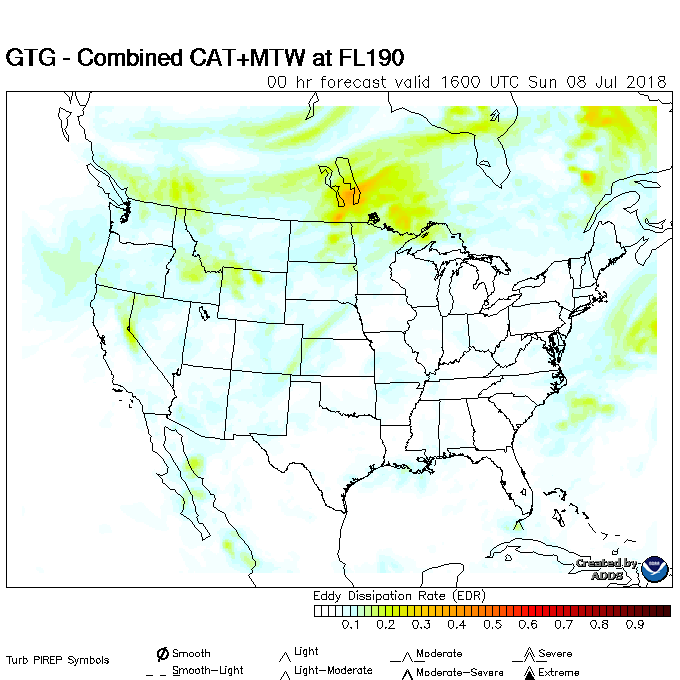 GTG - Combined CAT+MTW at FL190
00 hr forecast valid 1600 UTC Sun 08 Jul 2018
Created by
ADDS
Eddy Dissipation Rate (EDR)
0.1 0.2 0.3 0.4 0.5 0.6 0.7 0.8 0.9
Turb PIREP Symbols
Smooth Light Moderate Severe
Smooth-Light Light-Moderate Moderate-Severe Extreme